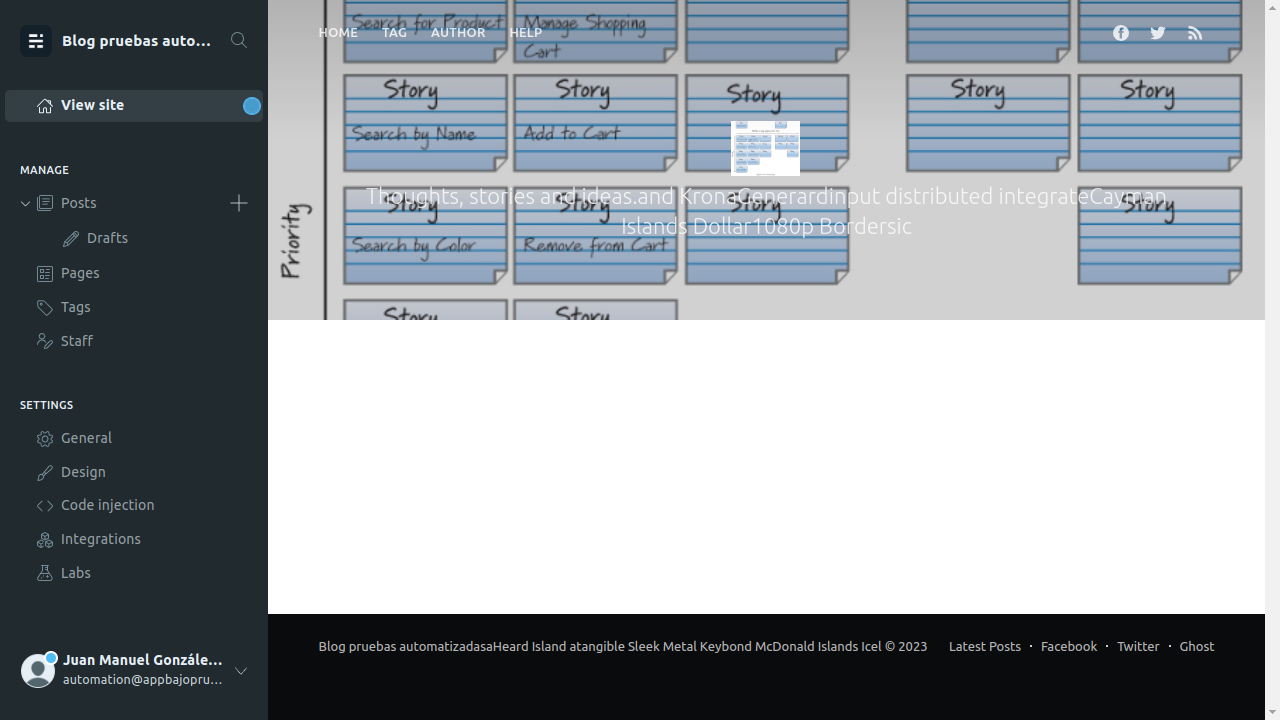 Blog pruebas auto...
View site
MANAGE
Posts
Drafts
Pages
Tags
Staff
SETTINGS
General
Design
Code injection
Integrations
Labs
Juan Manuel Gonzále...
automation@appbajopru...
HOME TAG AUTHOR HELP
Search for Product Manage Shopping Cart
Story Story Story Story Story
Search by Name Add to Cart
Thoughts, stories and ideas.and KronaGenerardinput distributed integrateCayman
Islands Dollar1080p Bordersic
Story Story Story Story
Priority
Search by Color Remove from Cart
Story Story
Blog pruebas automatizadasaHeard Island atangible Sleek Metal Keybond McDonald Islands Icel © 2023
Latest Posts · Facebook · Twitter · Ghost